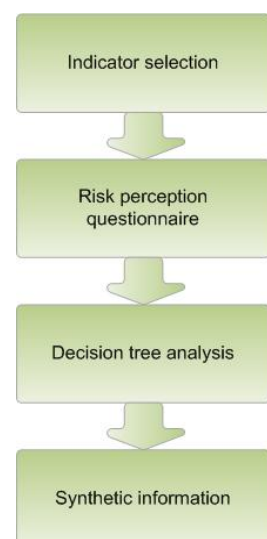 Indicator selection
Risk perception
questionnaire
Decision tree analysis
Synthetic information